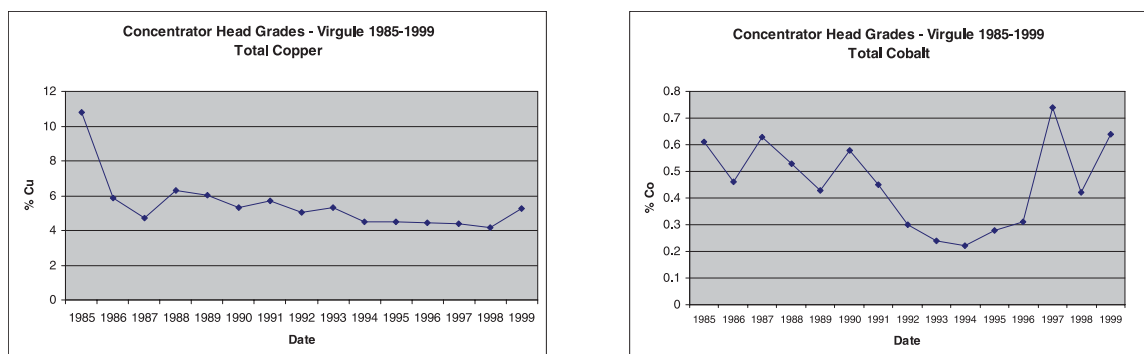 Concentrator Head Grades - Virgule 1985-1999
Total Copper
12
10
8
6
4
2
0
% Cu
1985 1986 1987 1988 1989 1990 1991 1992 1993 1994 1995 1996 1997 1998 1999
Date
Concentrator Head Grades - Virgule 1985-1999
Total Cobalt
0.8
0.7
0.6
0.5
0.4
0.3
0.2
0.1
0
% Co
1985 1986 1987 1988 1989 1990 1991 1992 1993 1994 1995 1996 1997 1998 1999
Date